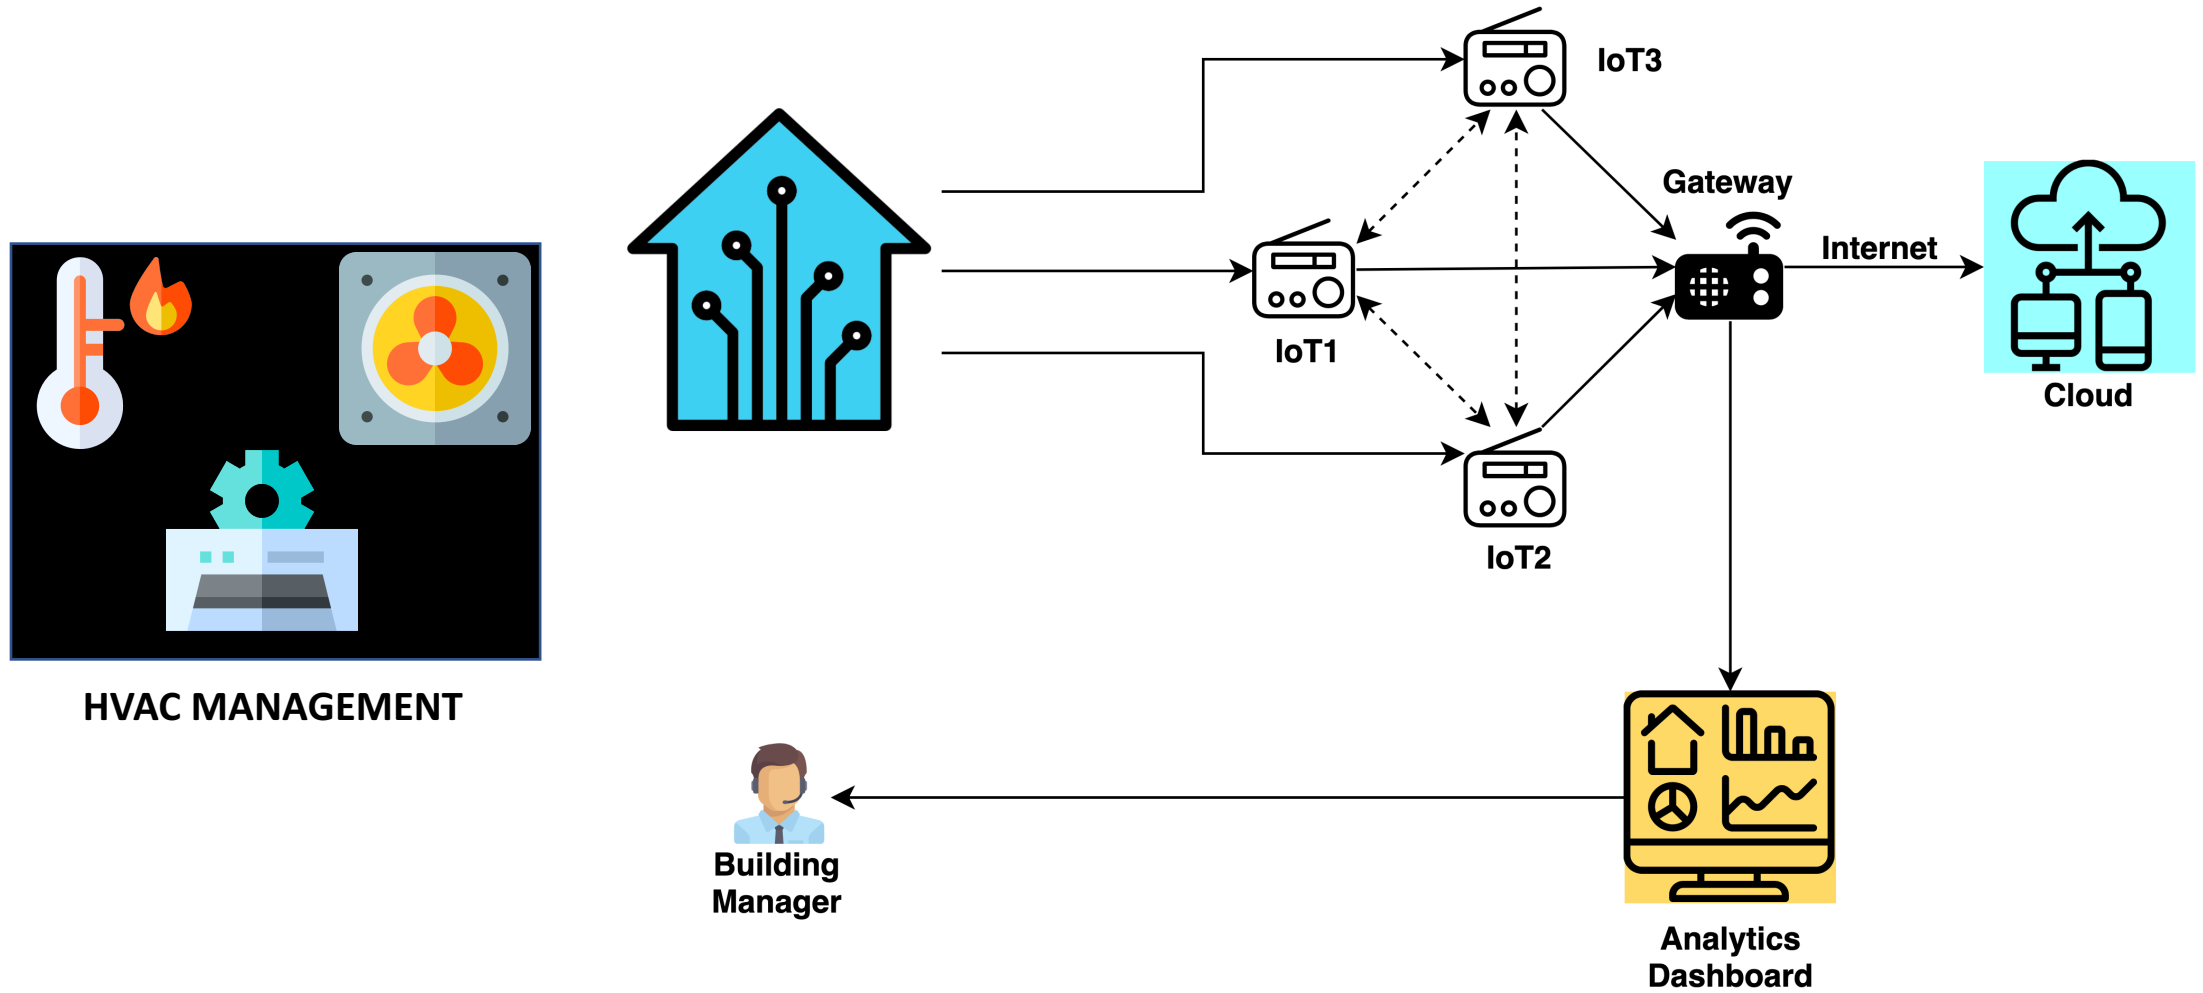 IoT3
Gateway
Internet
IoT1
Cloud
IoT2
HVAC MANAGEMENT
Building
Manager
Analytics
Dashboard